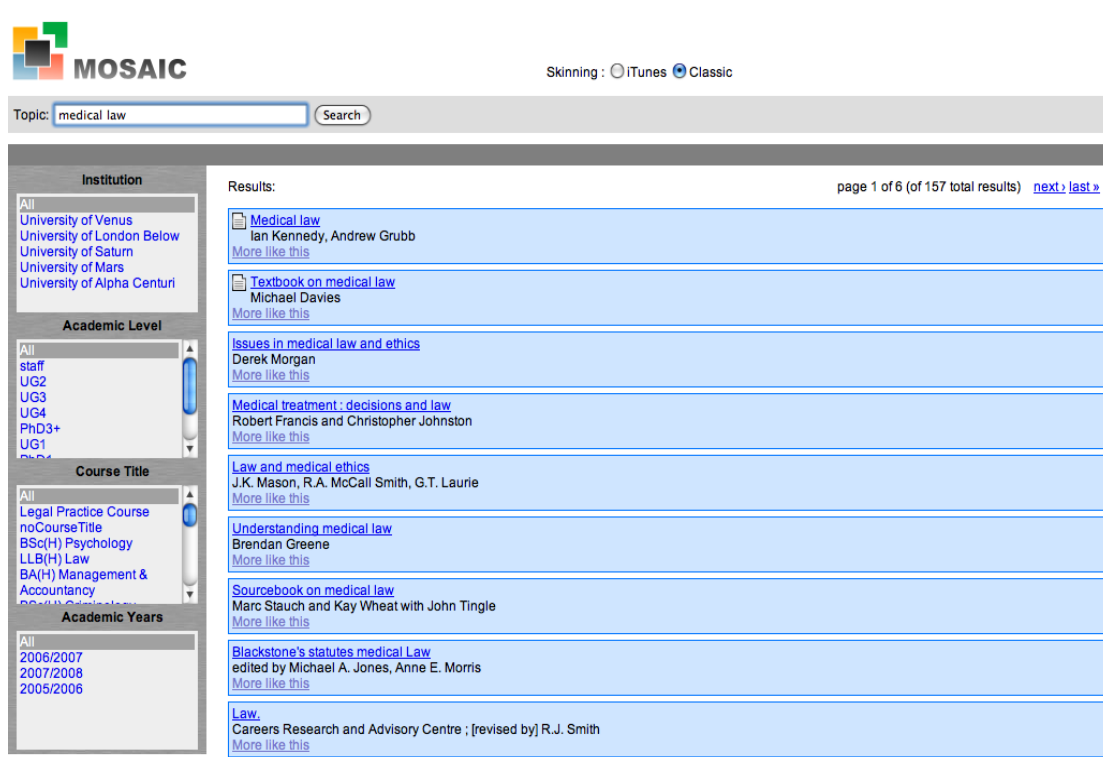 MOSAIC
Skinning : iTunes Classic
Topic: medical law Search
Institution
All
University of Venus
University of London Below
University of Saturn
University of Mars
University of Alpha Centuri
Academic Level
All
staff
UG2
UG3
UG4
PhD3+
UG1
Course Title
All
Legal Practice Course
noCourseTitle
BSc(H) Psychology
LLB(H) Law
BA(H) Management &
Accountancy
Academic Years
All
2006/2007
2007/2008
2005/2006
Results: page 1 of 6 (of 157 total results) next › last »
Medical law
Ian Kennedy, Andrew Grubb
More like this
Textbook on medical law
Michael Davies
More like this
Issues in medical law and ethics
Derek Morgan
More like this
Medical treatment : decisions and law
Robert Francis and Christopher Johnston
More like this
Law and medical ethics
J.K. Mason, R.A. McCall Smith, G.T. Laurie
More like this
Understanding medical law
Brendan Greene
More like this
Sourcebook on medical law
Marc Stauch and Kay Wheat with John Tingle
More like this
Blackstone's statutes medical Law
edited by Michael A. Jones, Anne E. Morris
More like this
Law.
Careers Research and Advisory Centre ; [revised by] R.J. Smith
More like this